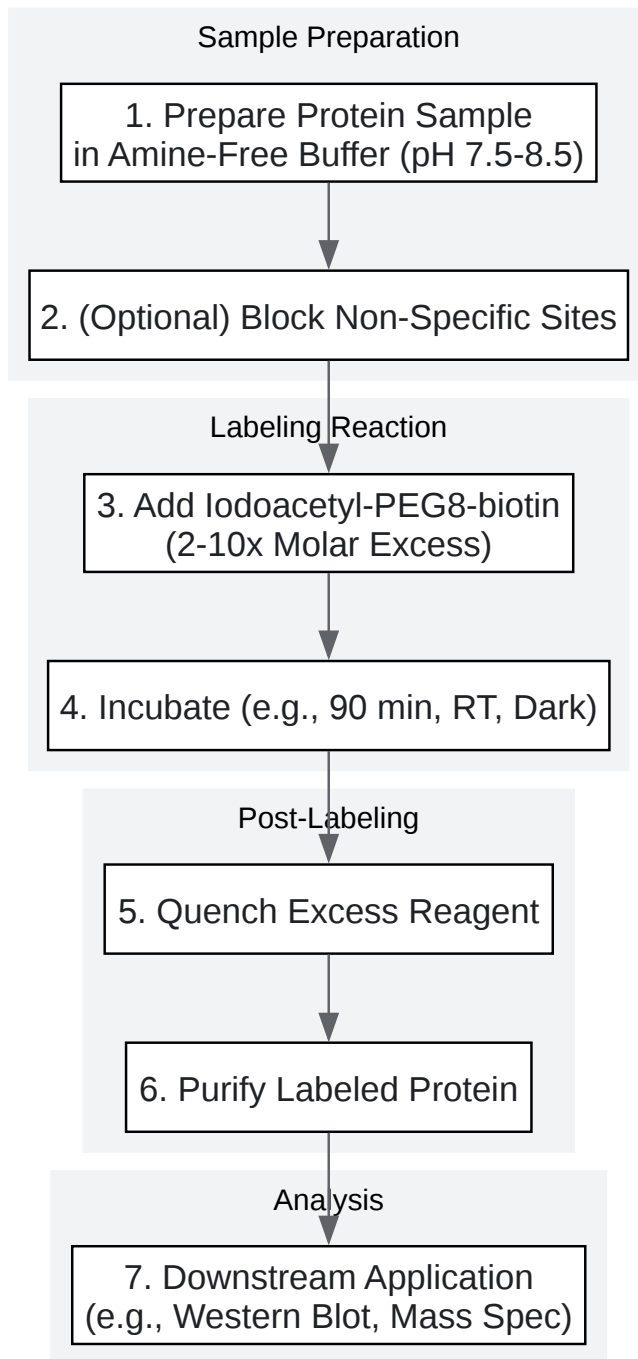 Sample Preparation
1. Prepare Protein Sample
in Amine-Free Buffer (pH 7.5-8.5)
2. (Optional) Block Non-Specific Sites
Labeling Reaction
3. Add Iodoacetyl-PEG8-biotin
(2-10x Molar Excess)
4. Incubate (e.g., 90 min, RT, Dark)
Post-Labeling
5. Quench Excess Reagent
6. Purify Labeled Protein
Analysis
7. Downstream Application
(e.g., Western Blot, Mass Spec)